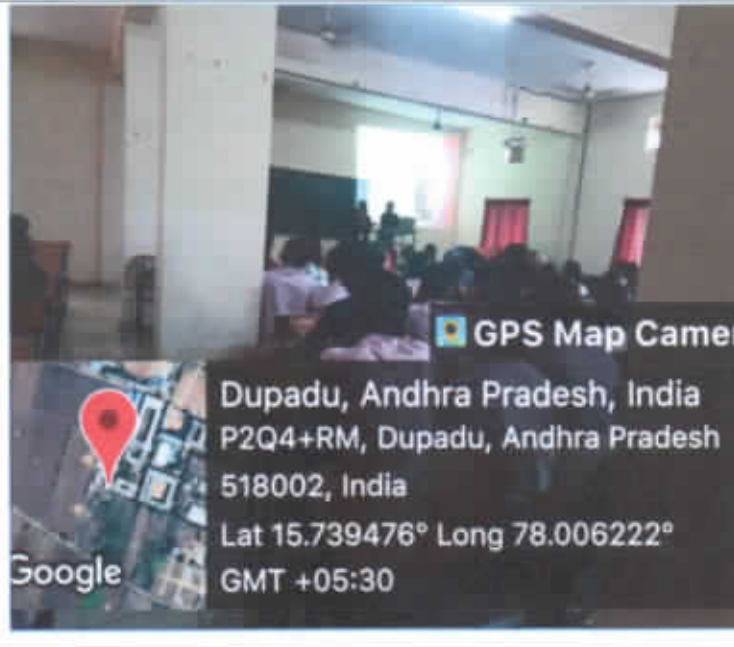 GPS Map Camer
Dupadu, Andhra Pradesh, India
P2Q4+RM, Dupadu, Andhra Pradesh
518002, India
Lat 15.739476° Long 78.006222°
GMT +05:30
Google